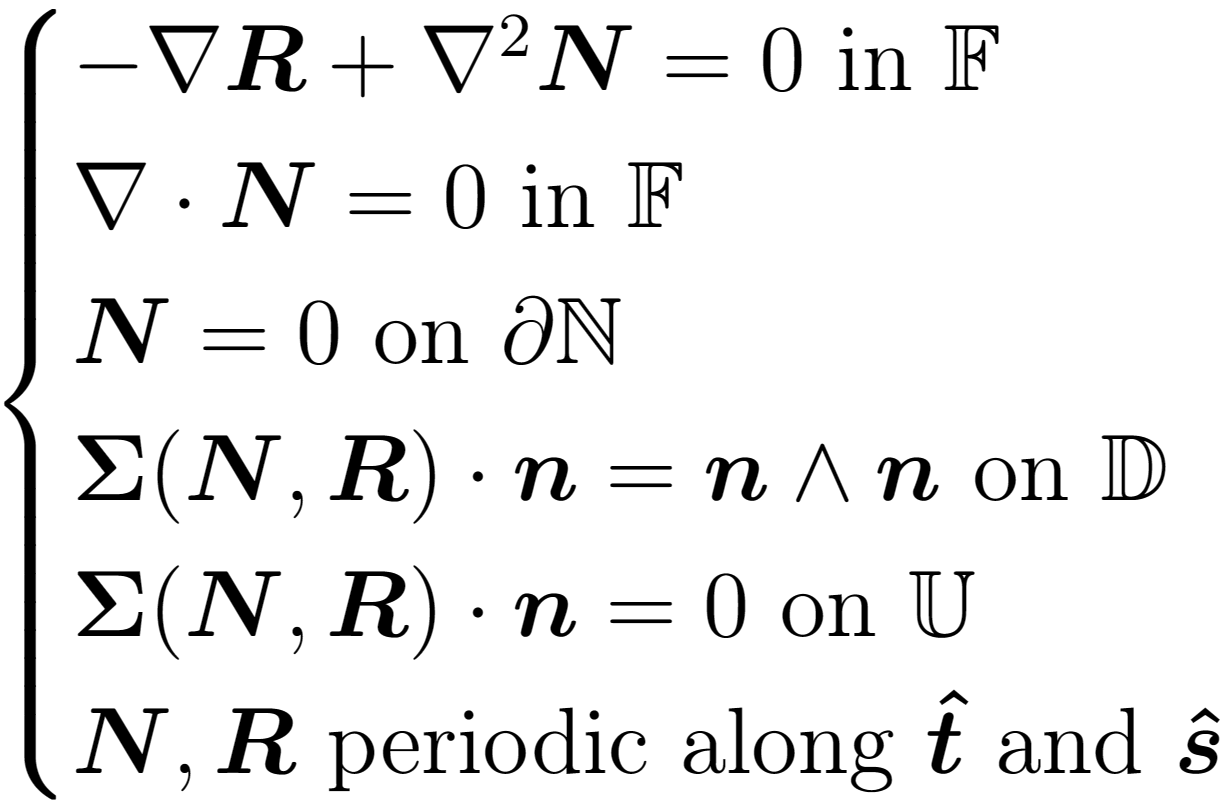 −∇𝑹 + ∇²𝑵 = 0 in 𝔽
∇ · 𝑵 = 0 in 𝔽
𝑵 = 0 on ∂ℕ
𝚺(𝑵, 𝑹) · 𝒏 = 𝒏 ∧ 𝒏 on 𝔻
𝚺(𝑵, 𝑹) · 𝒏 = 0 on 𝕌
𝑵, 𝑹 periodic along 𝒕̂ and 𝒔̂